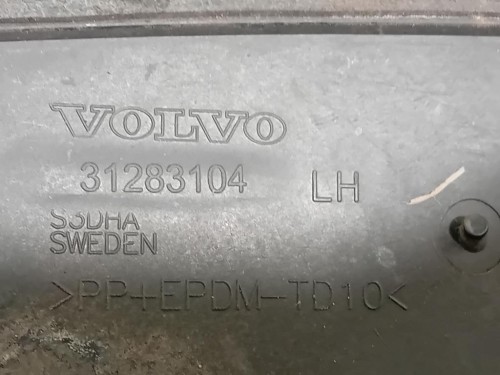 VOLVO
31283104 LH
S3DHA
SWEDEN
>PP+EPDM-TD10<